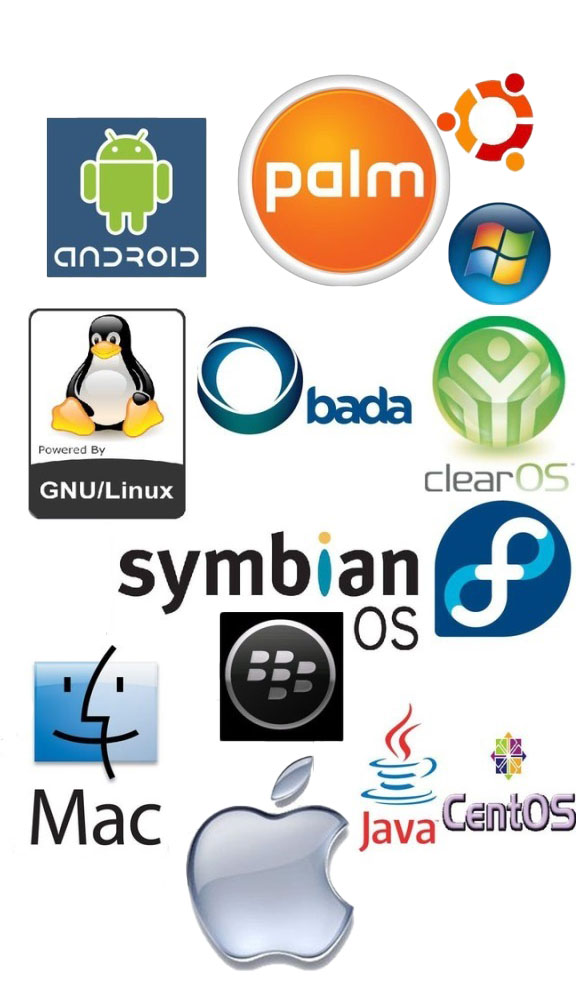 ANDROID
palm
Powered By
GNU/Linux
bada
clearOS
symbian
OS
Mac
Java
CentOS